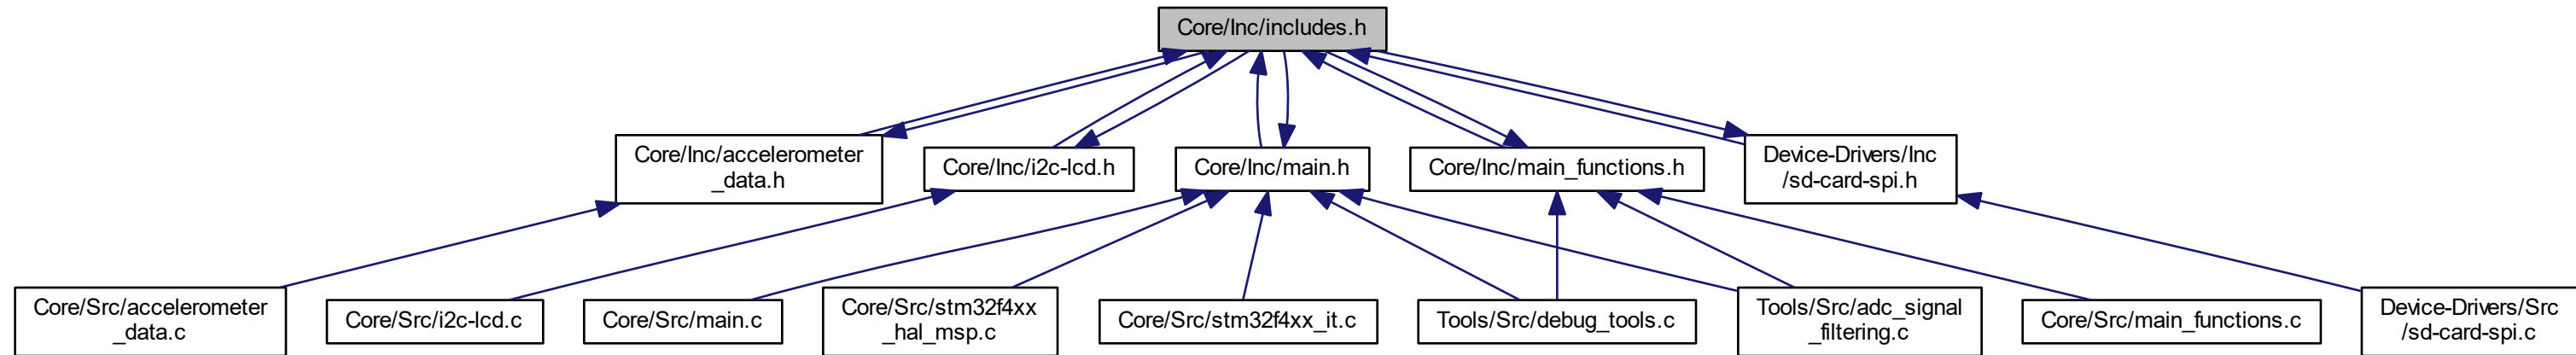 Core/Inc/includes.h
Core/Inc/accelerometer
_data.h
Core/Inc/i2c-lcd.h
Core/Inc/main.h
Core/Inc/main_functions.h
Device-Drivers/Inc
/sd-card-spi.h
Core/Src/accelerometer
_data.c
Core/Src/i2c-lcd.c
Core/Src/main.c
Core/Src/stm32f4xx
_hal_msp.c
Core/Src/stm32f4xx_it.c
Tools/Src/debug_tools.c
Tools/Src/adc_signal
_filtering.c
Core/Src/main_functions.c
Device-Drivers/Src
/sd-card-spi.c